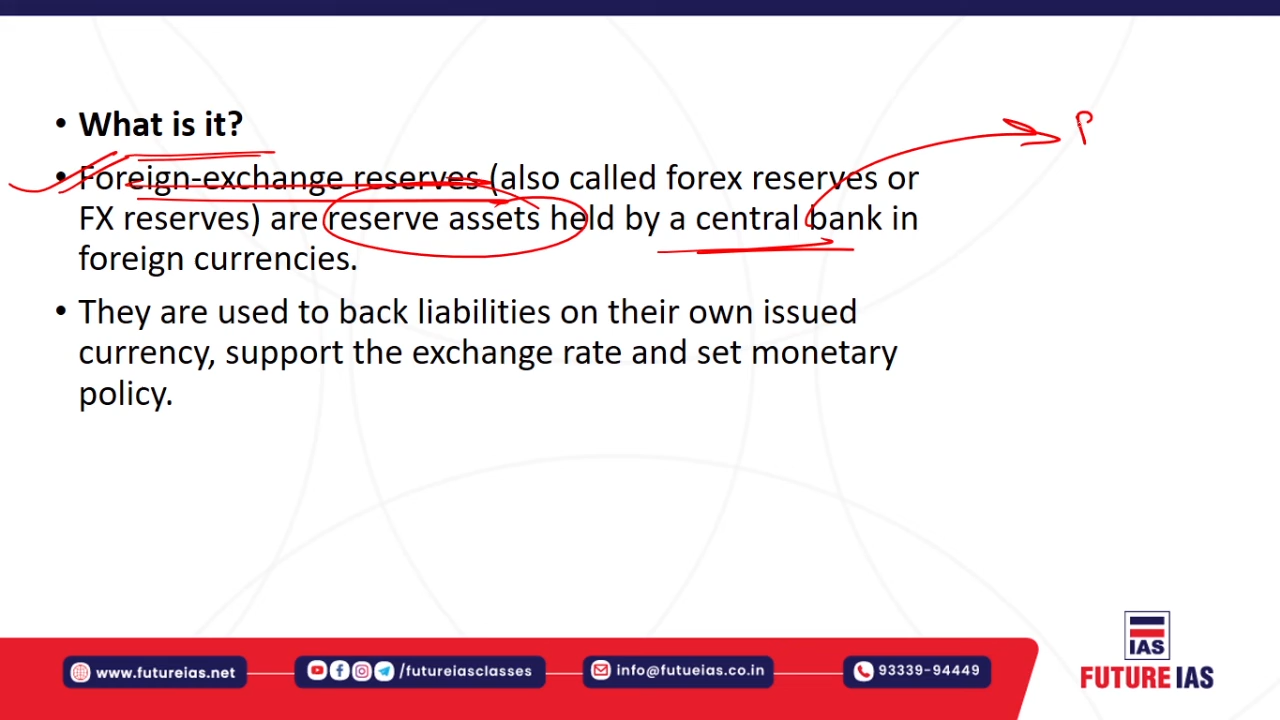 • What is it?
• Foreign-exchange reserves (also called forex reserves or
FX reserves) are reserve assets held by a central bank in
foreign currencies.
• They are used to back liabilities on their own issued
currency, support the exchange rate and set monetary
policy.
www.futureias.net
/futureiasclasses
info@futueias.co.in
93339-94449
IAS
FUTURE IAS